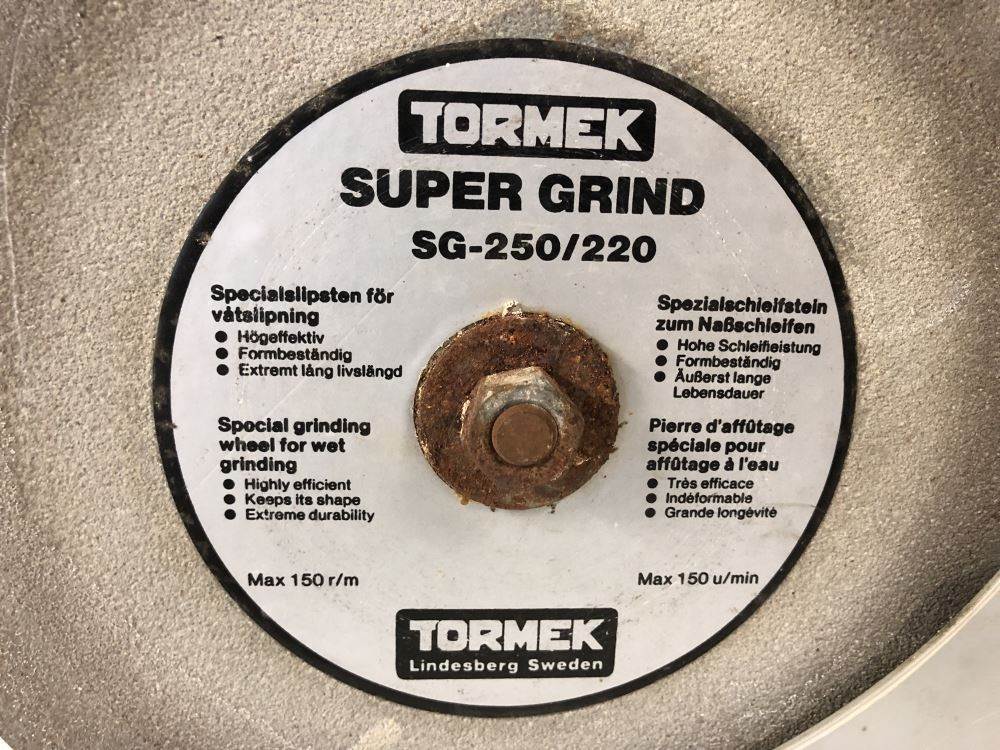 TORMEK
SUPER GRIND
SG-250/220
Specialslipsten för
våtslipning
● Högeffektiv
● Formbeständig
● Extremt lång livslängd
Special grinding
wheel for wet
grinding
● Highly efficient
● Keeps its shape
● Extreme durability
Max 150 r/m
Spezialschleifstein
zum Naßschleifen
● Hohe Schleifleistung
● Formbeständig
● Äußerst lange
Lebensdauer
Pierre d'affûtage
spéciale pour
affûtage à l'eau
● Très efficace
● Indéformable
● Grande longévité
Max 150 u/min
TORMEK
Lindesberg Sweden